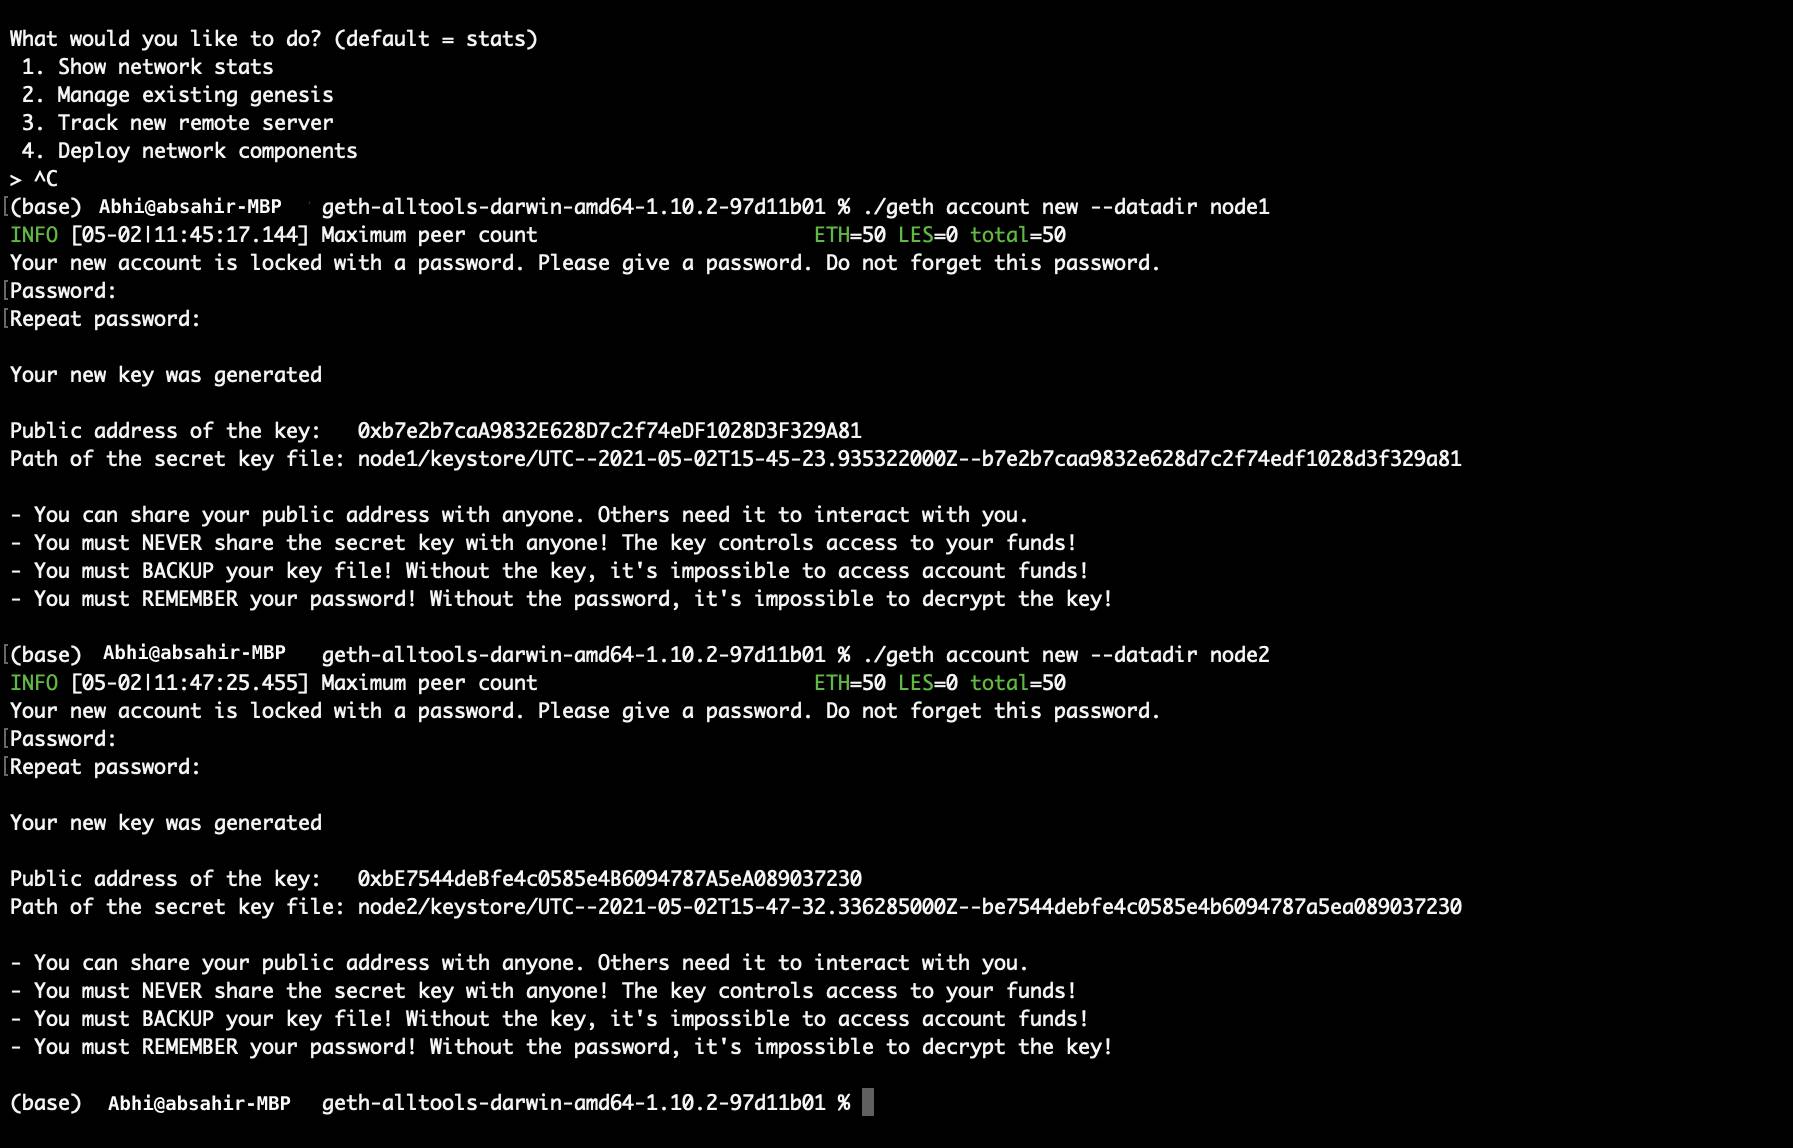 What would you like to do? (default = stats)
1. Show network stats
2. Manage existing genesis
3. Track new remote server
4. Deploy network components
> ^C
[(base) Abhi@absahir-MBP geth-alltools-darwin-amd64-1.10.2-97d11b01 % ./geth account new --datadir node1
INFO [05-02|11:45:17.144] Maximum peer count ETH=50 LES=0 total=50
Your new account is locked with a password. Please give a password. Do not forget this password.
[Password:
[Repeat password:
Your new key was generated
Public address of the key: 0xb7e2b7caA9832E628D7c2f74eDF1028D3F329A81
Path of the secret key file: node1/keystore/UTC--2021-05-02T15-45-23.935322000Z--b7e2b7caa9832e628d7c2f74edf1028d3f329a81
- You can share your public address with anyone. Others need it to interact with you.
- You must NEVER share the secret key with anyone! The key controls access to your funds!
- You must BACKUP your key file! Without the key, it's impossible to access account funds!
- You must REMEMBER your password! Without the password, it's impossible to decrypt the key!
[(base) Abhi@absahir-MBP geth-alltools-darwin-amd64-1.10.2-97d11b01 % ./geth account new --datadir node2
INFO [05-02|11:47:25.455] Maximum peer count ETH=50 LES=0 total=50
Your new account is locked with a password. Please give a password. Do not forget this password.
[Password:
[Repeat password:
Your new key was generated
Public address of the key: 0xbE7544deBfe4c0585e4B6094787A5eA089037230
Path of the secret key file: node2/keystore/UTC--2021-05-02T15-47-32.336285000Z--be7544debfe4c0585e4b6094787a5ea089037230
- You can share your public address with anyone. Others need it to interact with you.
- You must NEVER share the secret key with anyone! The key controls access to your funds!
- You must BACKUP your key file! Without the key, it's impossible to access account funds!
- You must REMEMBER your password! Without the password, it's impossible to decrypt the key!
(base) Abhi@absahir-MBP geth-alltools-darwin-amd64-1.10.2-97d11b01 %